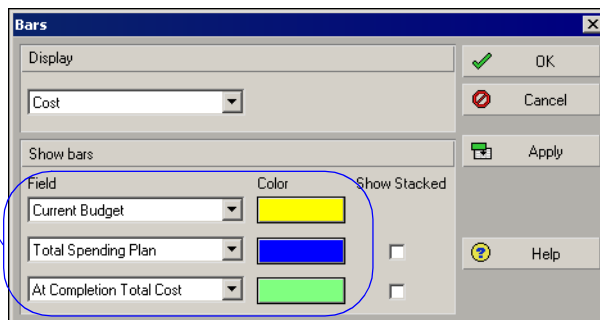 Bars
Display
OK
Cost
Cancel
Show bars
Apply
Field Color Show Stacked
Current Budget
Total Spending Plan
Help
At Completion Total Cost